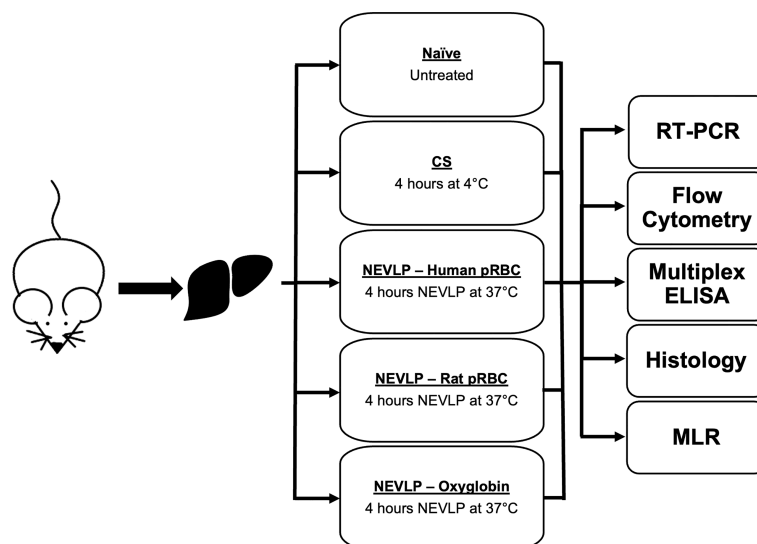 Naïve
Untreated
CS
4 hours at 4°C
NEVLP – Human pRBC
4 hours NEVLP at 37°C
NEVLP – Rat pRBC
4 hours NEVLP at 37°C
NEVLP – Oxyglobin
4 hours NEVLP at 37°C
RT-PCR
Flow
Cytometry
Multiplex
ELISA
Histology
MLR